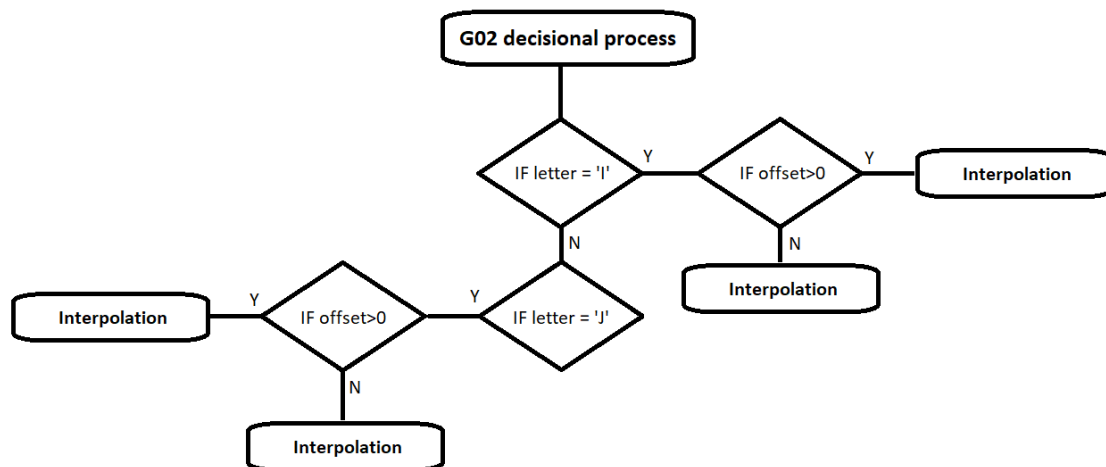 G02 decisional process
IF letter = 'I'
Y
IF offset>0
Y
Interpolation
N
N
Interpolation
IF letter = 'J'
Y
IF offset>0
Y
Interpolation
N
Interpolation